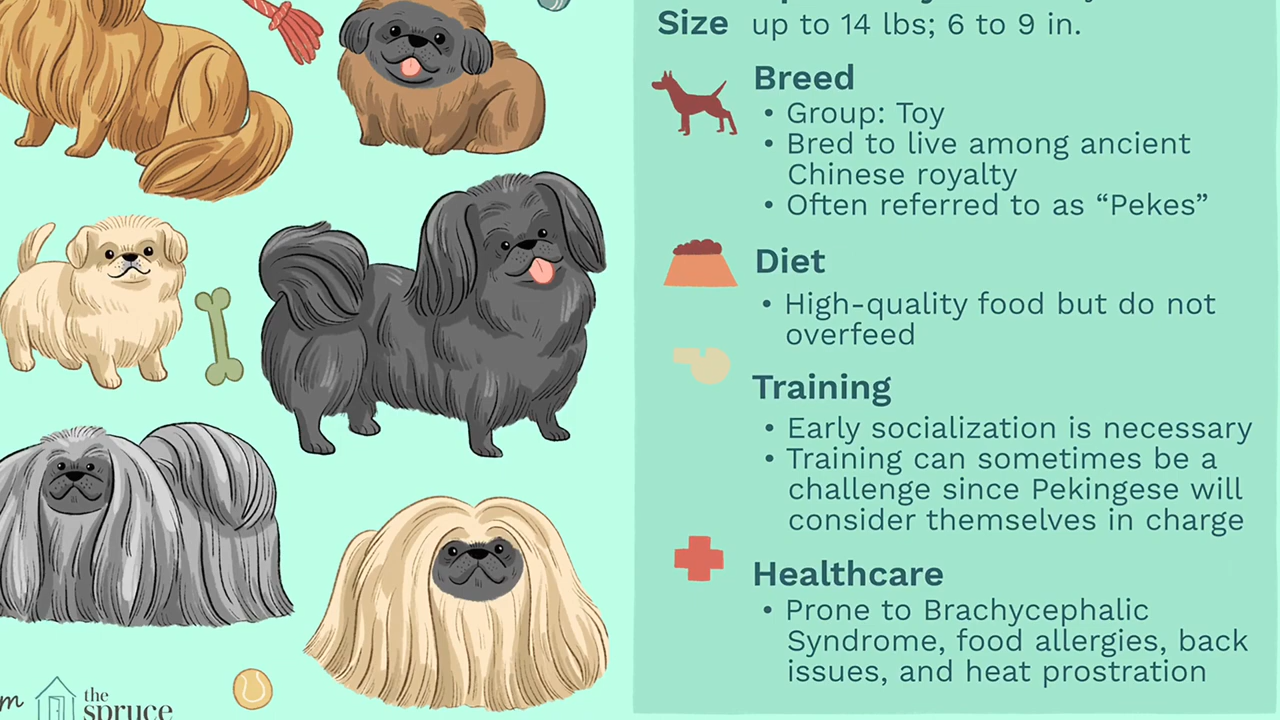 Size up to 14 lbs; 6 to 9 in.
Breed
• Group: Toy
• Bred to live among ancient
Chinese royalty
• Often referred to as “Pekes”
Diet
• High-quality food but do not
overfeed
Training
• Early socialization is necessary
• Training can sometimes be a
challenge since Pekingese will
consider themselves in charge
Healthcare
• Prone to Brachycephalic
Syndrome, food allergies, back
issues, and heat prostration
the
spruce